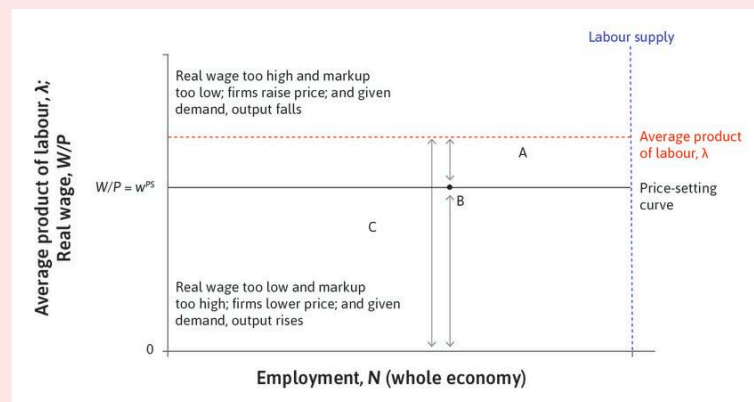 Labour supply
Real wage too high and markup
too low; firms raise price; and given
demand, output falls
Average product of labour, λ;
Real wage, W/P
A
Average product
of labour, λ
W/P = wᴾˢ
B
Price-setting
curve
C
Real wage too low and markup
too high; firms lower price; and given
demand, output rises
0
Employment, N (whole economy)